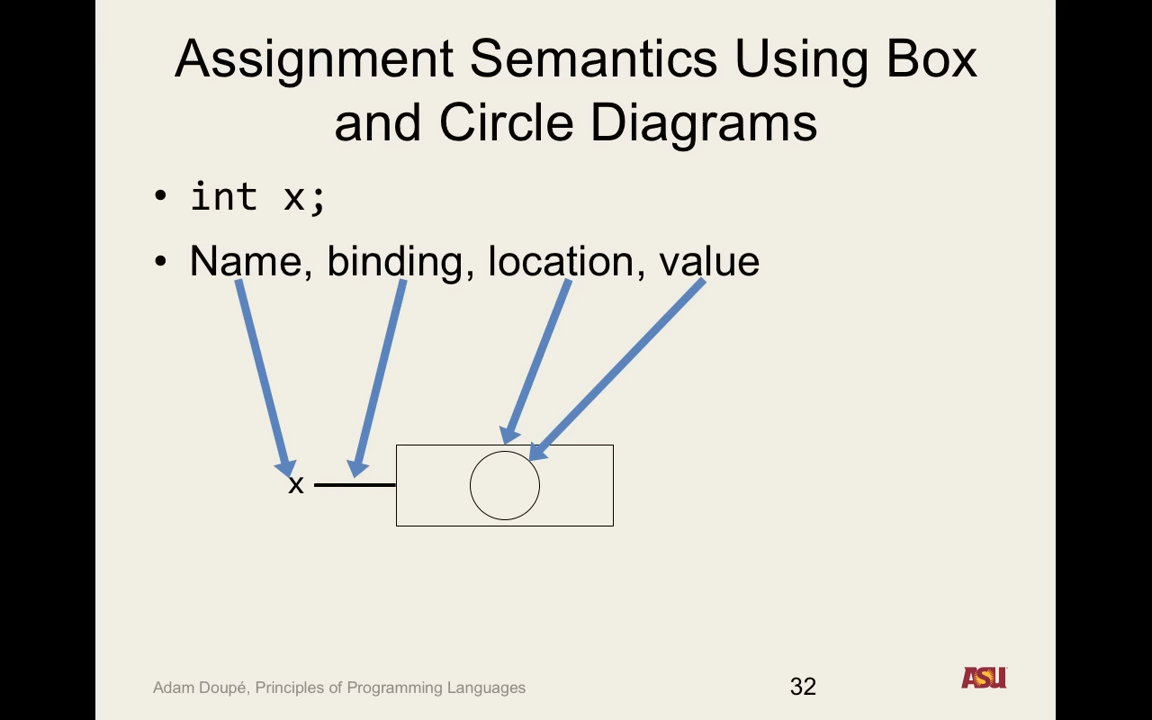 Assignment Semantics Using Box
and Circle Diagrams
• int x;
• Name, binding, location, value
x
Adam Doupé, Principles of Programming Languages
32
ASU